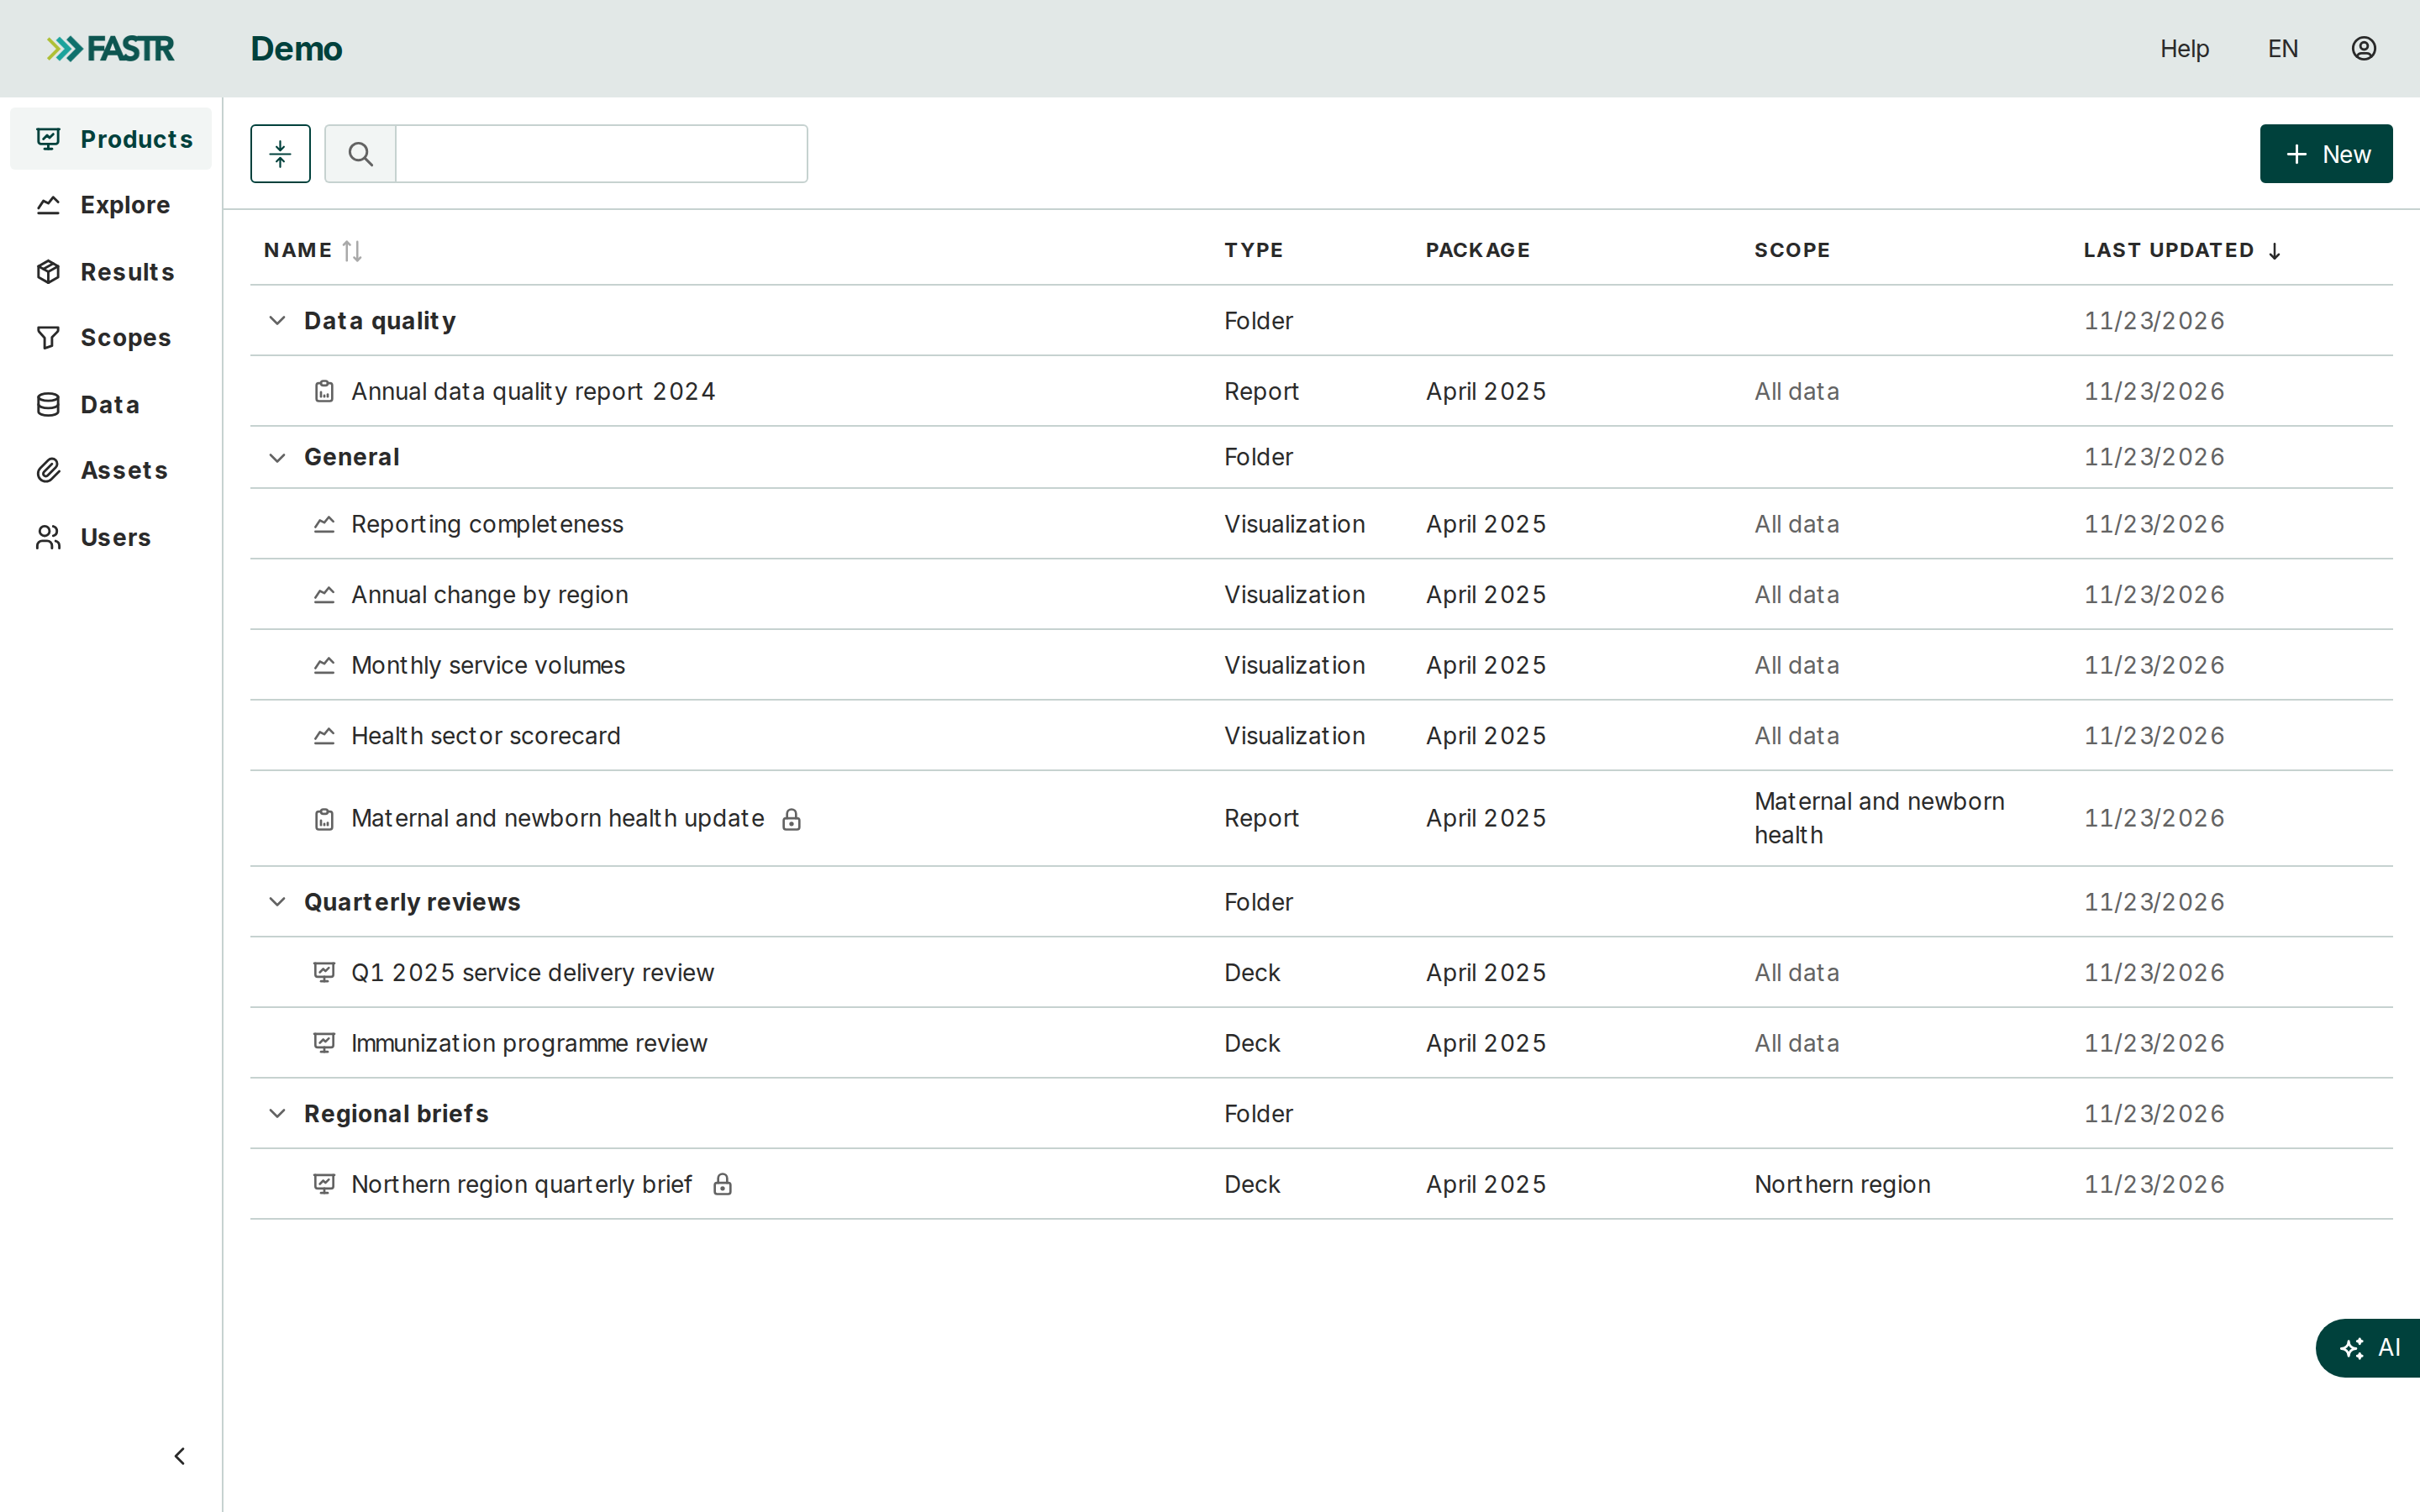 FASTR
Demo
Help
EN
Products
Explore
Results
Scopes
Data
Assets
Users
New
NAME TYPE PACKAGE SCOPE LAST UPDATED
Data quality Folder 11/23/2026
Annual data quality report 2024 Report April 2025 All data 11/23/2026
General Folder 11/23/2026
Reporting completeness Visualization April 2025 All data 11/23/2026
Annual change by region Visualization April 2025 All data 11/23/2026
Monthly service volumes Visualization April 2025 All data 11/23/2026
Health sector scorecard Visualization April 2025 All data 11/23/2026
Maternal and newborn health update Report April 2025 Maternal and newborn health 11/23/2026
Quarterly reviews Folder 11/23/2026
Q1 2025 service delivery review Deck April 2025 All data 11/23/2026
Immunization programme review Deck April 2025 All data 11/23/2026
Regional briefs Folder 11/23/2026
Northern region quarterly brief Deck April 2025 Northern region 11/23/2026
AI